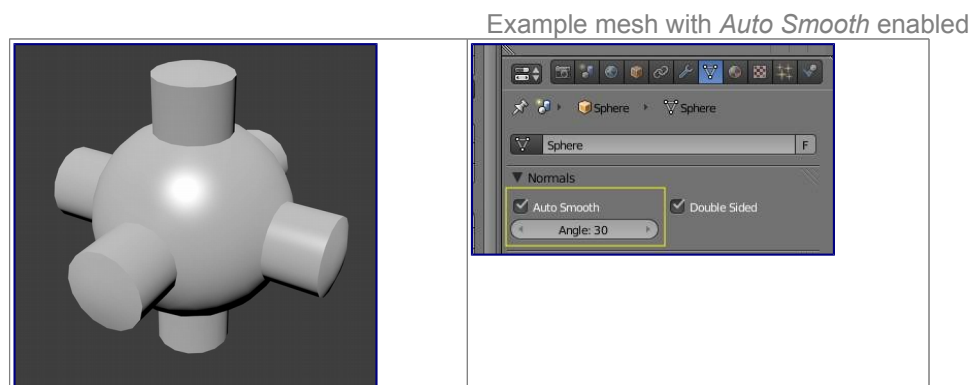 Example mesh with Auto Smooth enabled
Sphere Sphere
Sphere F
Normals
Auto Smooth Double Sided
Angle: 30